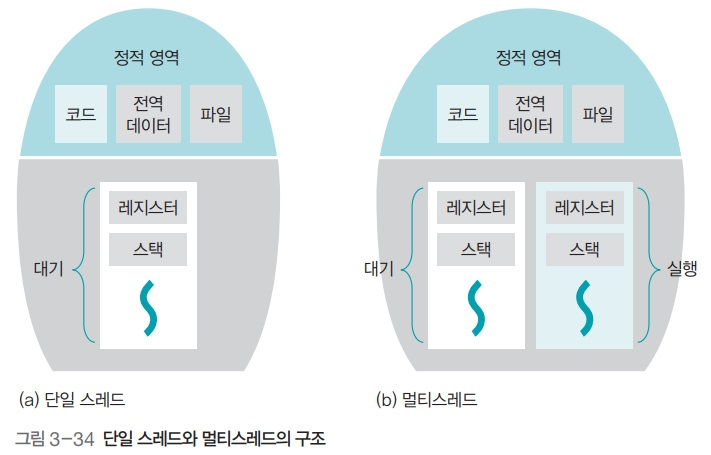 정적 영역
코드
전역
데이터
파일
레지스터
스택
대기
(a) 단일 스레드
정적 영역
코드
전역
데이터
파일
레지스터
스택
대기
레지스터
스택
실행
(b) 멀티스레드
그림 3-34 단일 스레드와 멀티스레드의 구조